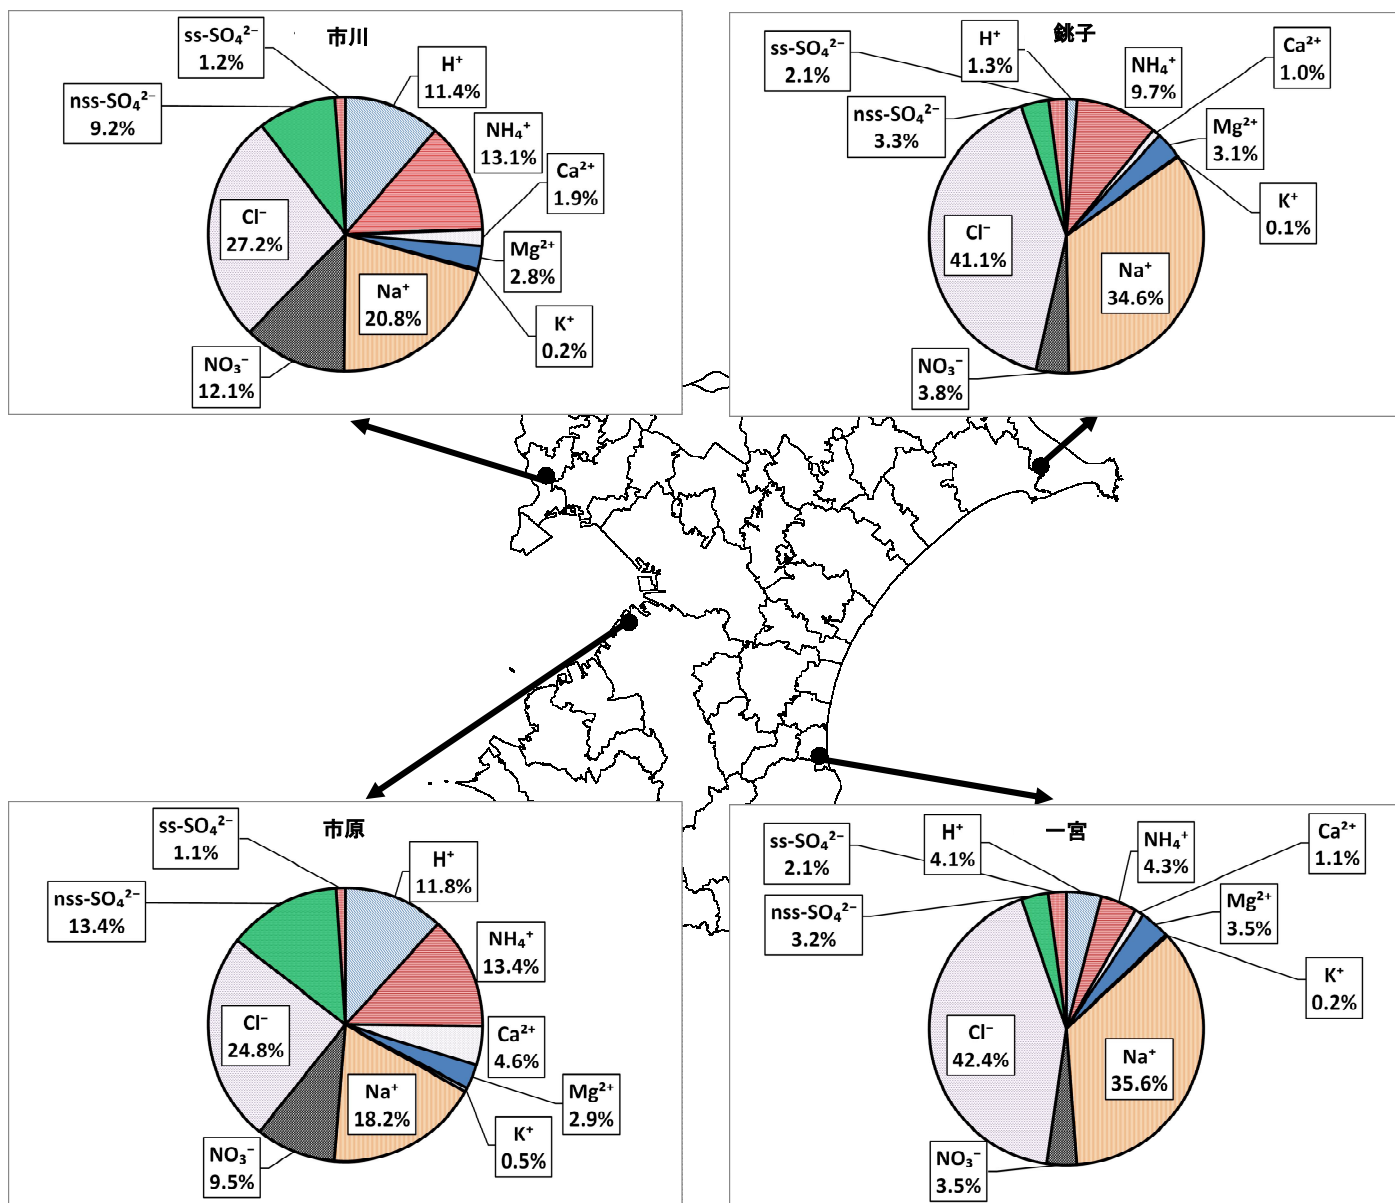 市川
ss-SO₄²⁻
1.2%
H⁺
11.4%
nss-SO₄²⁻
9.2%
NH₄⁺
13.1%
Ca²⁺
1.9%
Cl⁻
27.2%
Mg²⁺
2.8%
Na⁺
20.8%
K⁺
0.2%
NO₃⁻
12.1%
銚子
ss-SO₄²⁻
2.1%
H⁺
1.3%
NH₄⁺
9.7%
Ca²⁺
1.0%
nss-SO₄²⁻
3.3%
Mg²⁺
3.1%
K⁺
0.1%
Cl⁻
41.1%
Na⁺
34.6%
NO₃⁻
3.8%
市原
ss-SO₄²⁻
1.1%
H⁺
11.8%
nss-SO₄²⁻
13.4%
NH₄⁺
13.4%
Cl⁻
24.8%
Ca²⁺
4.6%
Na⁺
18.2%
Mg²⁺
2.9%
K⁺
0.5%
NO₃⁻
9.5%
一宮
ss-SO₄²⁻
2.1%
H⁺
4.1%
NH₄⁺
4.3%
Ca²⁺
1.1%
nss-SO₄²⁻
3.2%
Mg²⁺
3.5%
K⁺
0.2%
Cl⁻
42.4%
Na⁺
35.6%
NO₃⁻
3.5%